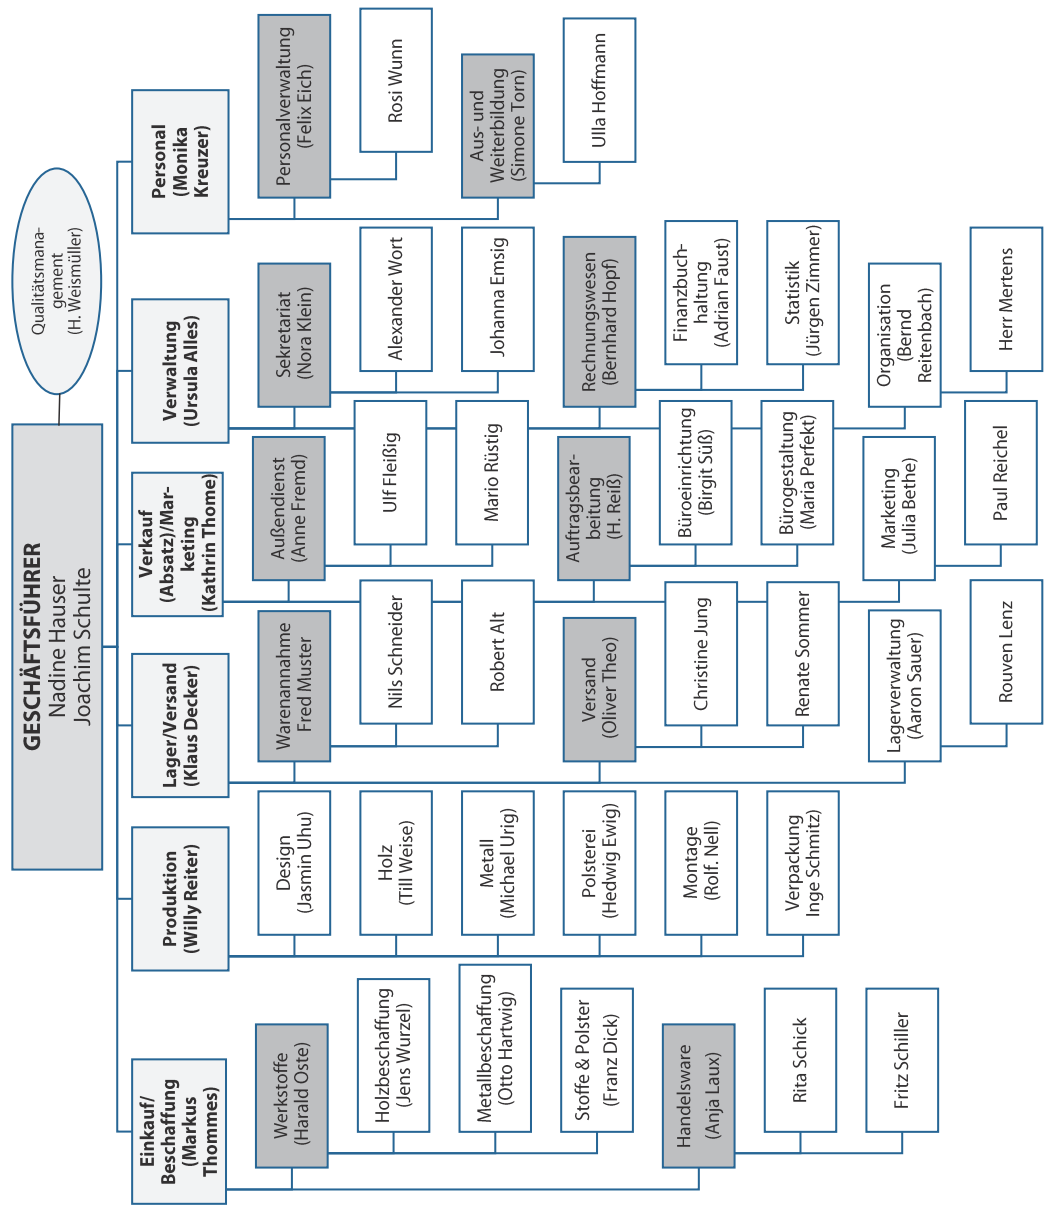 GESCHÄFTSFÜHRER
Nadine Hauser
Joachim Schulte
Qualitätsmana-
gement
(H. Weismüller)
Einkauf/
Beschaffung
(Markus
Thommes)
Werkstoffe
(Harald Oste)
Holzbeschaffung
(Jens Wurzel)
Metallbeschaffung
(Otto Hartwig)
Stoffe & Polster
(Franz Dick)
Handelsware
(Anja Laux)
Rita Schick
Fritz Schiller
Produktion
(Willy Reiter)
Design
(Jasmin Uhu)
Holz
(Till Weise)
Metall
(Michael Urig)
Polsterei
(Hedwig Ewig)
Montage
(Rolf. Nell)
Verpackung
Inge Schmitz)
Lager/Versand
(Klaus Decker)
Warenannahme
Fred Muster)
Nils Schneider
Robert Alt
Versand
(Oliver Theo)
Christine Jung
Renate Sommer
Lagerverwaltung
(Aaron Sauer)
Rouven Lenz
Verkauf
(Absatz)/Mar-
keting
(Kathrin Thome)
Außendienst
(Anne Fremd)
Ulf Fleißig
Mario Rüstig
Auftragsbear-
beitung
(H. Reiß)
Büroeinrichtung
(Birgit Süß)
Bürogestaltung
(Maria Perfekt)
Marketing
(Julia Bethe)
Paul Reichel
Verwaltung
(Ursula Alles)
Sekretariat
(Nora Klein)
Alexander Wort
Johanna Emsig
Rechnungswesen
(Bernhard Hopf)
Finanzbuch-
haltung
(Adrian Faust)
Statistik
(Jürgen Zimmer)
Organisation
(Bernd
Reitenbach)
Herr Mertens
Personal
(Monika
Kreuzer)
Personalverwaltung
(Felix Eich)
Rosi Wunn
Aus- und
Weiterbildung
(Simone Torn)
Ulla Hoffmann